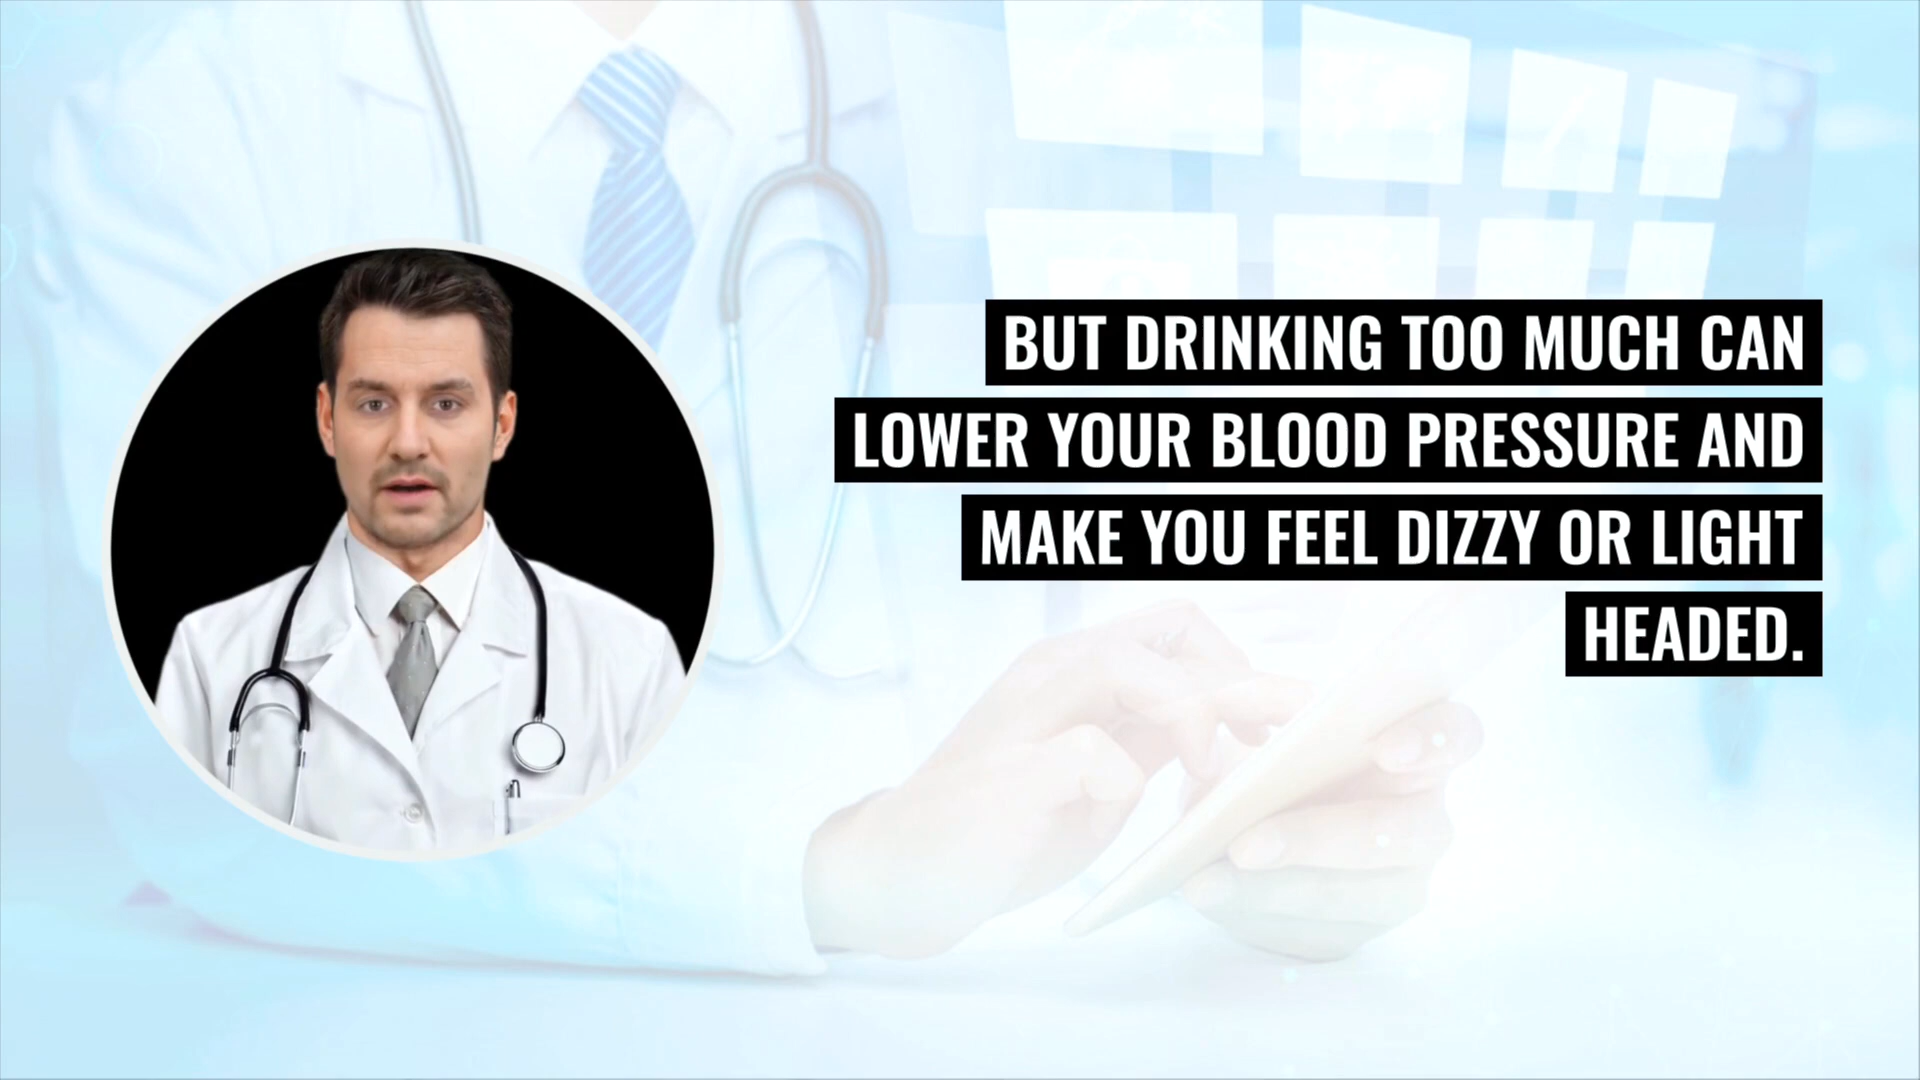 BUT DRINKING TOO MUCH CAN
LOWER YOUR BLOOD PRESSURE AND
MAKE YOU FEEL DIZZY OR LIGHT
HEADED.